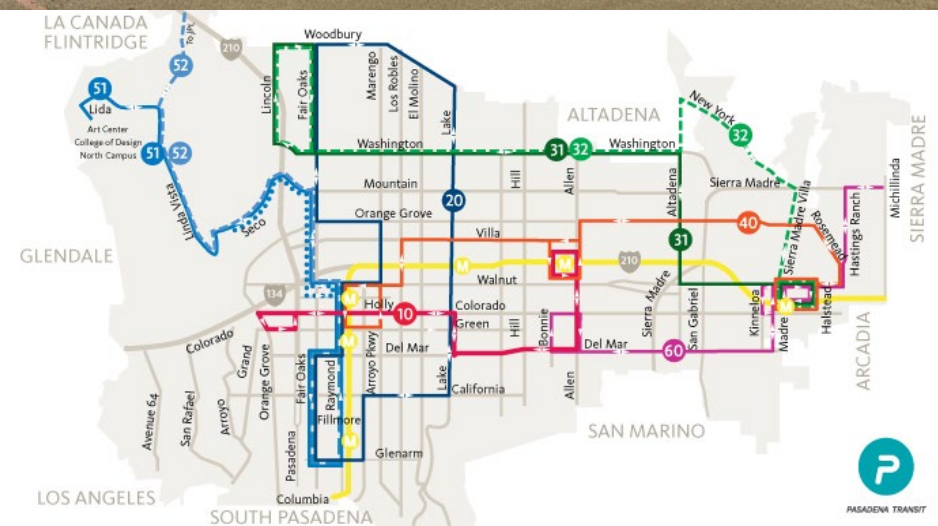 LA CANADA
FLINTRIDGE
To JPL
52
210
Woodbury
51
Lida
Art Center
College of Design
North Campus
51
52
Lincoln
Fair Oaks
Marengo
Los Robles
El Molino
Lake
ALTADENA
New York
32
SIERRA MADRE
Washington
31
32
Washington
Mountain
Hill
Allen
Altadena
Sierra Madre
Michillinda
Linda Vista
Seco
20
Orange Grove
Villa
31
40
Sierra Madre Villa
Rosemead
Hastings Ranch
GLENDALE
134
M
Walnut
M
210
M
Holly
10
Colorado
Green
Hill
Bonnie
Sierra Madre
San Gabriel
Kinneloa
Madre
M
Halstead
ARCADIA
Colorado
Grand
Orange Grove
Fair Oaks
Raymond
M
Arroyo Pkwy
Del Mar
Lake
Del Mar
60
California
Allen
Avenue 64
San Rafael
Arroyo
Pasadena
Fillmore
M
Glenarm
SAN MARINO
LOS ANGELES
Columbia
SOUTH PASADENA
P
PASADENA TRANSIT